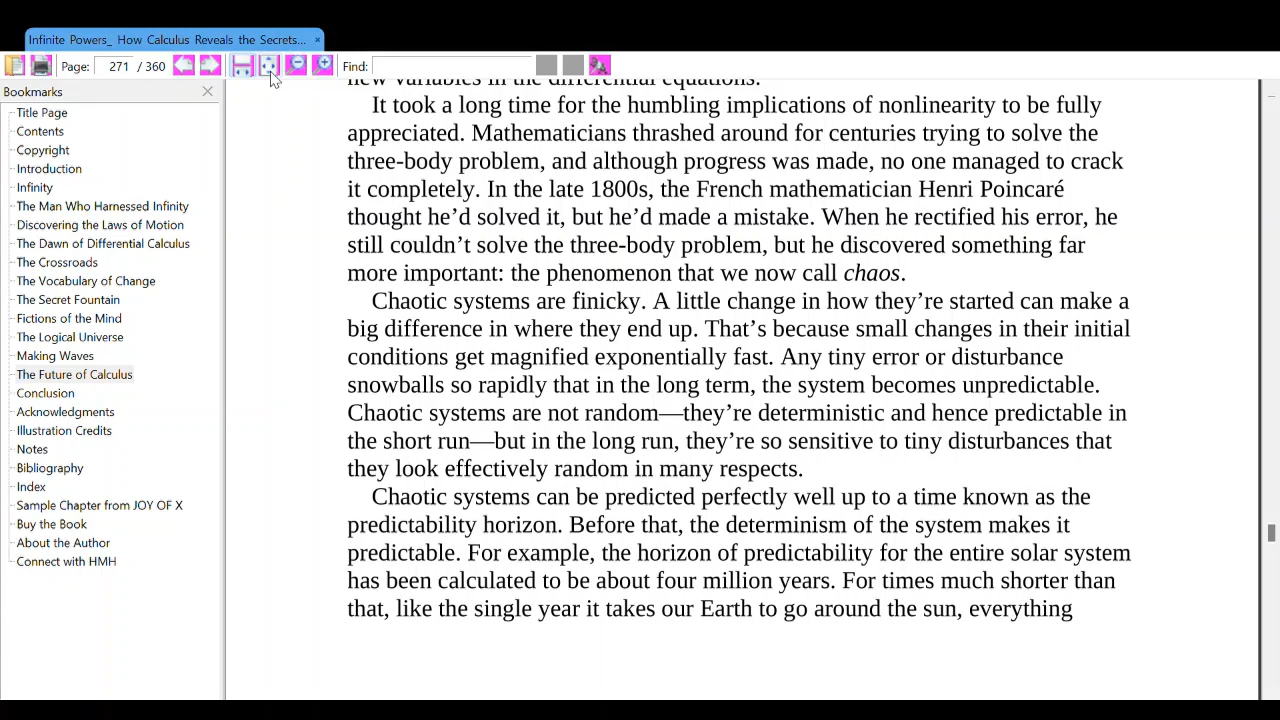 Infinite Powers_ How Calculus Reveals the Secrets...
Page: 271 / 360
Find:
Bookmarks
Title Page
Contents
Copyright
Introduction
Infinity
The Man Who Harnessed Infinity
Discovering the Laws of Motion
The Dawn of Differential Calculus
The Crossroads
The Vocabulary of Change
The Secret Fountain
Fictions of the Mind
The Logical Universe
Making Waves
The Future of Calculus
Conclusion
Acknowledgments
Illustration Credits
Notes
Bibliography
Index
Sample Chapter from JOY OF X
Buy the Book
About the Author
Connect with HMH
new variables in the differential equations.
It took a long time for the humbling implications of nonlinearity to be fully
appreciated. Mathematicians thrashed around for centuries trying to solve the
three-body problem, and although progress was made, no one managed to crack
it completely. In the late 1800s, the French mathematician Henri Poincaré
thought he’d solved it, but he’d made a mistake. When he rectified his error, he
still couldn’t solve the three-body problem, but he discovered something far
more important: the phenomenon that we now call chaos.
Chaotic systems are finicky. A little change in how they’re started can make a
big difference in where they end up. That’s because small changes in their initial
conditions get magnified exponentially fast. Any tiny error or disturbance
snowballs so rapidly that in the long term, the system becomes unpredictable.
Chaotic systems are not random—they’re deterministic and hence predictable in
the short run—but in the long run, they’re so sensitive to tiny disturbances that
they look effectively random in many respects.
Chaotic systems can be predicted perfectly well up to a time known as the
predictability horizon. Before that, the determinism of the system makes it
predictable. For example, the horizon of predictability for the entire solar system
has been calculated to be about four million years. For times much shorter than
that, like the single year it takes our Earth to go around the sun, everything